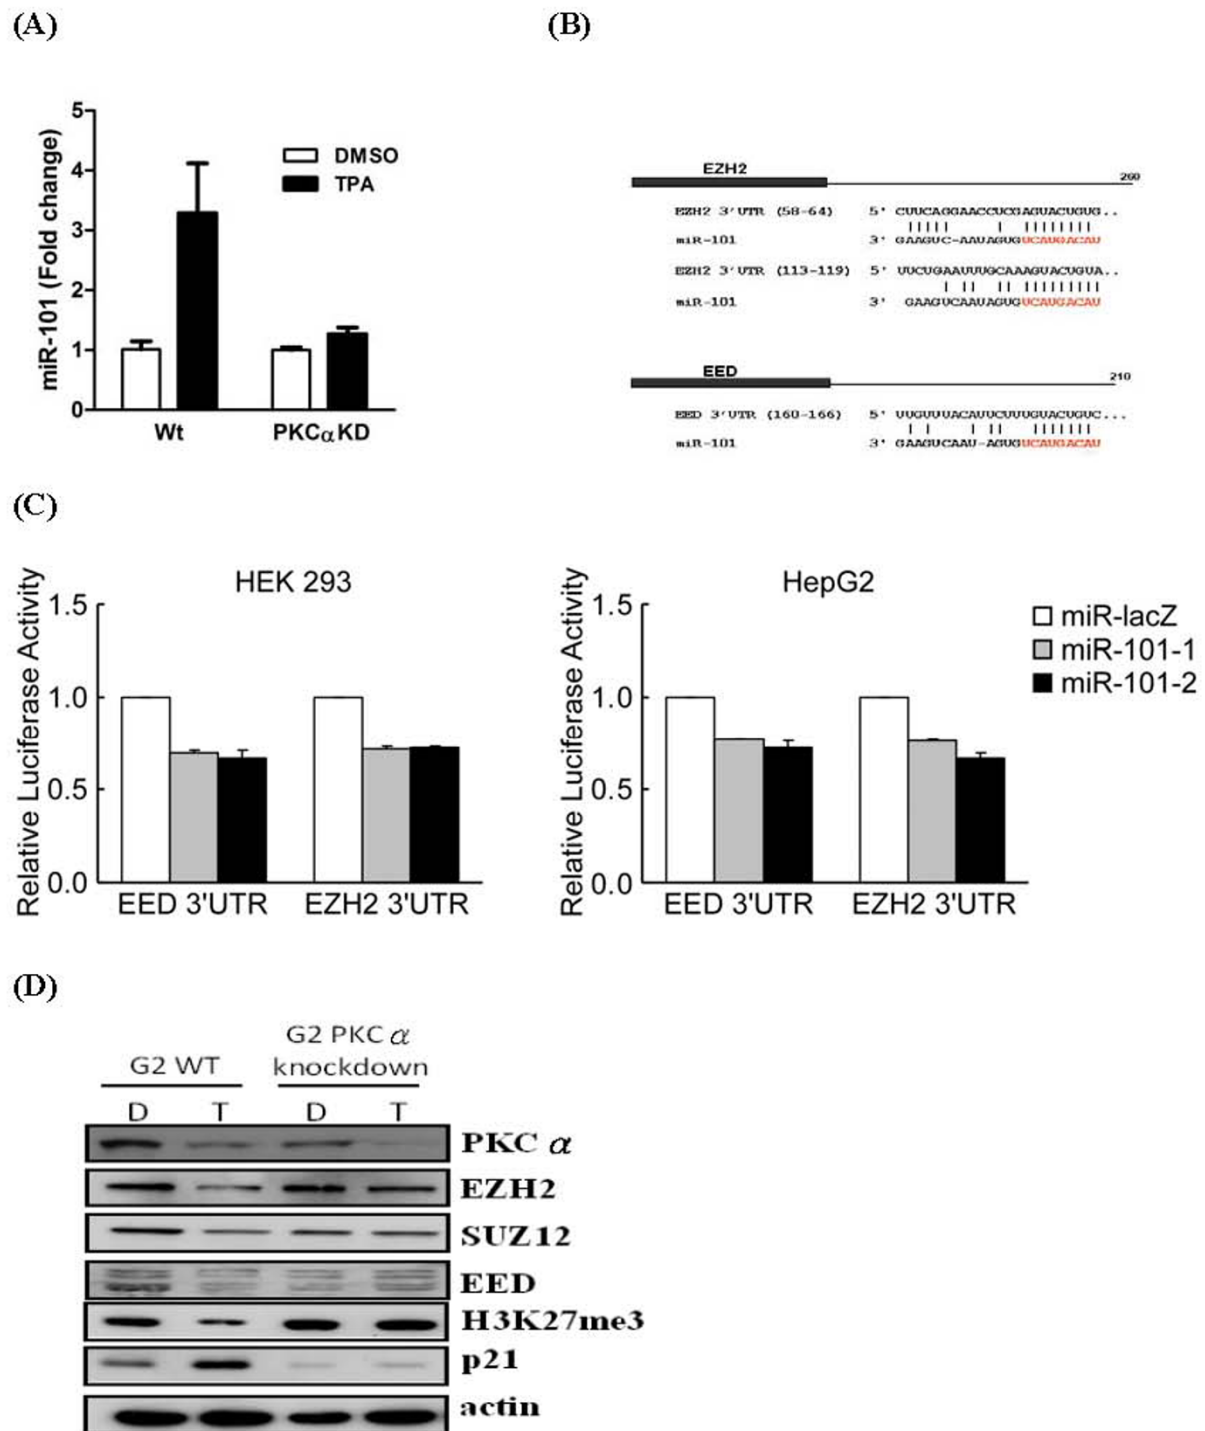 (A)
5
4
3
2
1
0
miR-101 (Fold change)
DMSO
TPA
Wt
PKCαKD
(B)
EZH2
260
EZH2 3'UTR (58-64) 5' CUUCAGGAACCUCGAGUACUGUG..
miR-101 3' GAAGUC-AAUAGUGUCAUGACAU
EZH2 3'UTR (113-119) 5' UUCUGAAUUUGCAAAGUACUGUA..
miR-101 3' GAAGUCAAUAGUGUCAUGACAU
EED
210
EED 3'UTR (160-166) 5' UUGUUUACAUUCUUUGUACUGUC...
miR-101 3' GAAGUCAAU-AGUGUCAUGACAU
(C)
HEK 293
Relative Luciferase Activity
1.5
1.0
0.5
0.0
EED 3'UTR EZH2 3'UTR
HepG2
Relative Luciferase Activity
1.5
1.0
0.5
0.0
EED 3'UTR EZH2 3'UTR
miR-lacZ
miR-101-1
miR-101-2
(D)
G2 WT
G2 PKC α
knockdown
D T D T
PKC α
EZH2
SUZ12
EED
H3K27me3
p21
actin